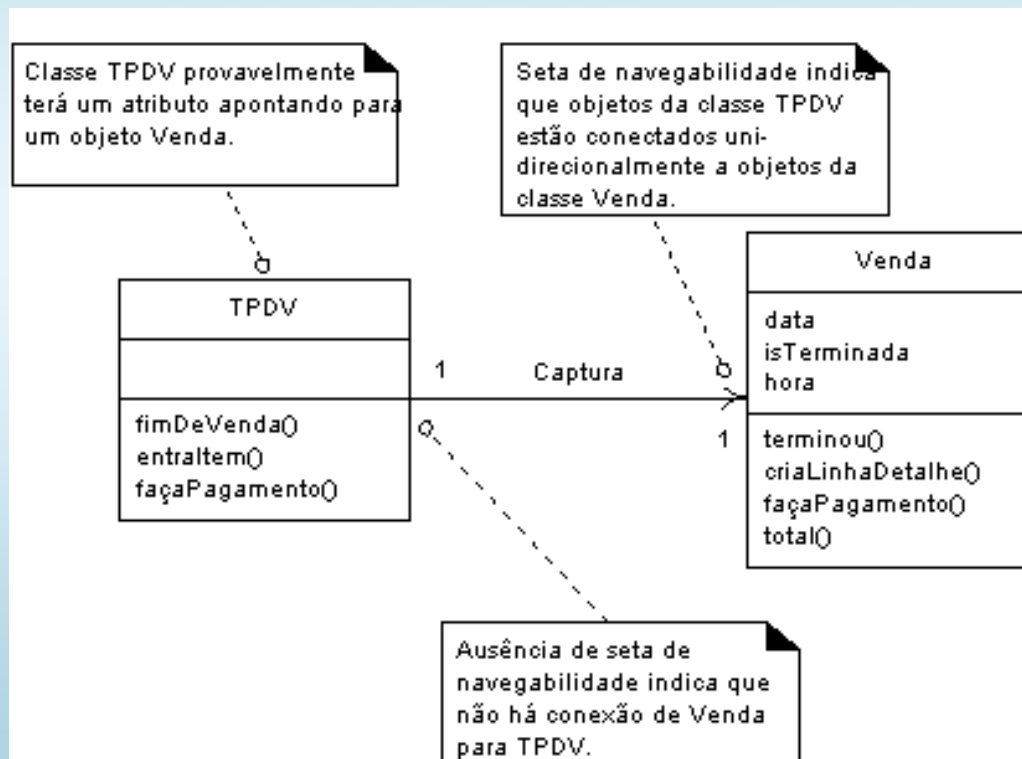 Classe TPDV provavelmente
terá um atributo apontando para
um objeto Venda.
Seta de navegabilidade indica
que objetos da classe TPDV
estão conectados uni-
direcionalmente a objetos da
classe Venda.
TPDV
fimDeVenda()
entraItem()
façaPagamento()
1
Captura
1
Venda
data
isTerminada
hora
terminou()
criaLinhaDetalhe()
façaPagamento()
total()
Ausência de seta de
navegabilidade indica que
não há conexão de Venda
para TPDV.